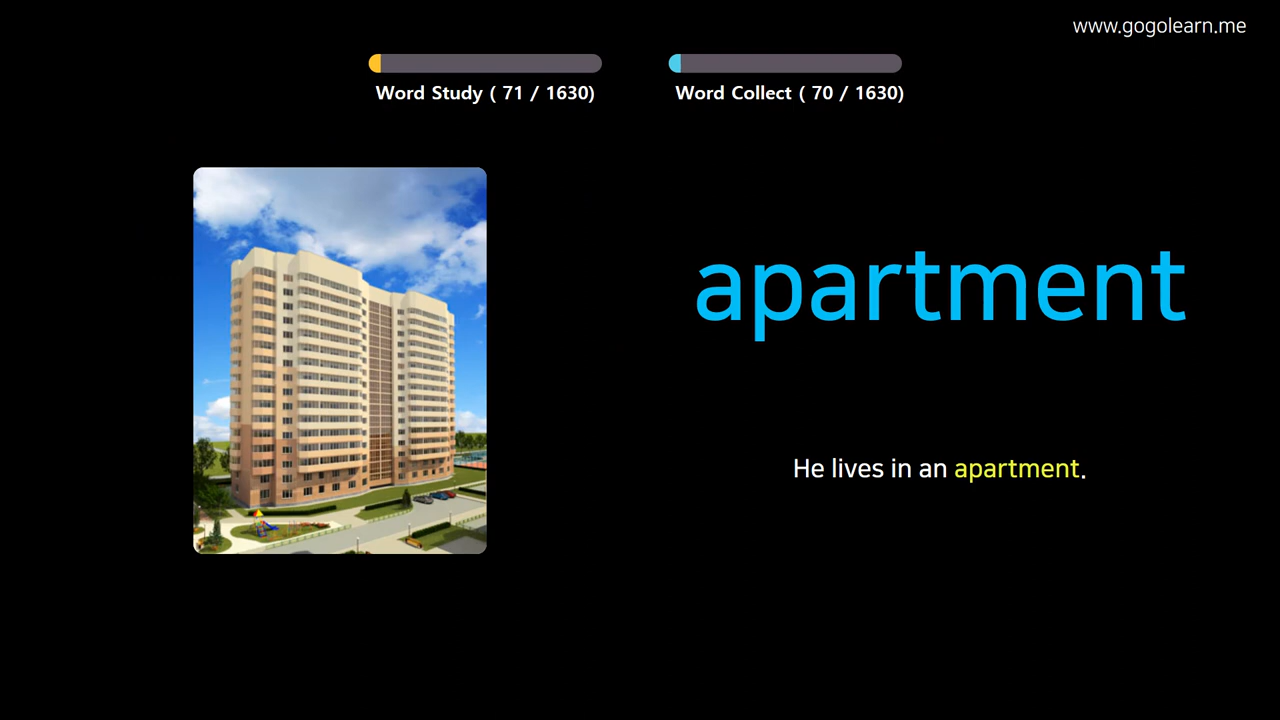 www.gogolearn.me
Word Study ( 71 / 1630)
Word Collect ( 70 / 1630)
apartment
He lives in an apartment.